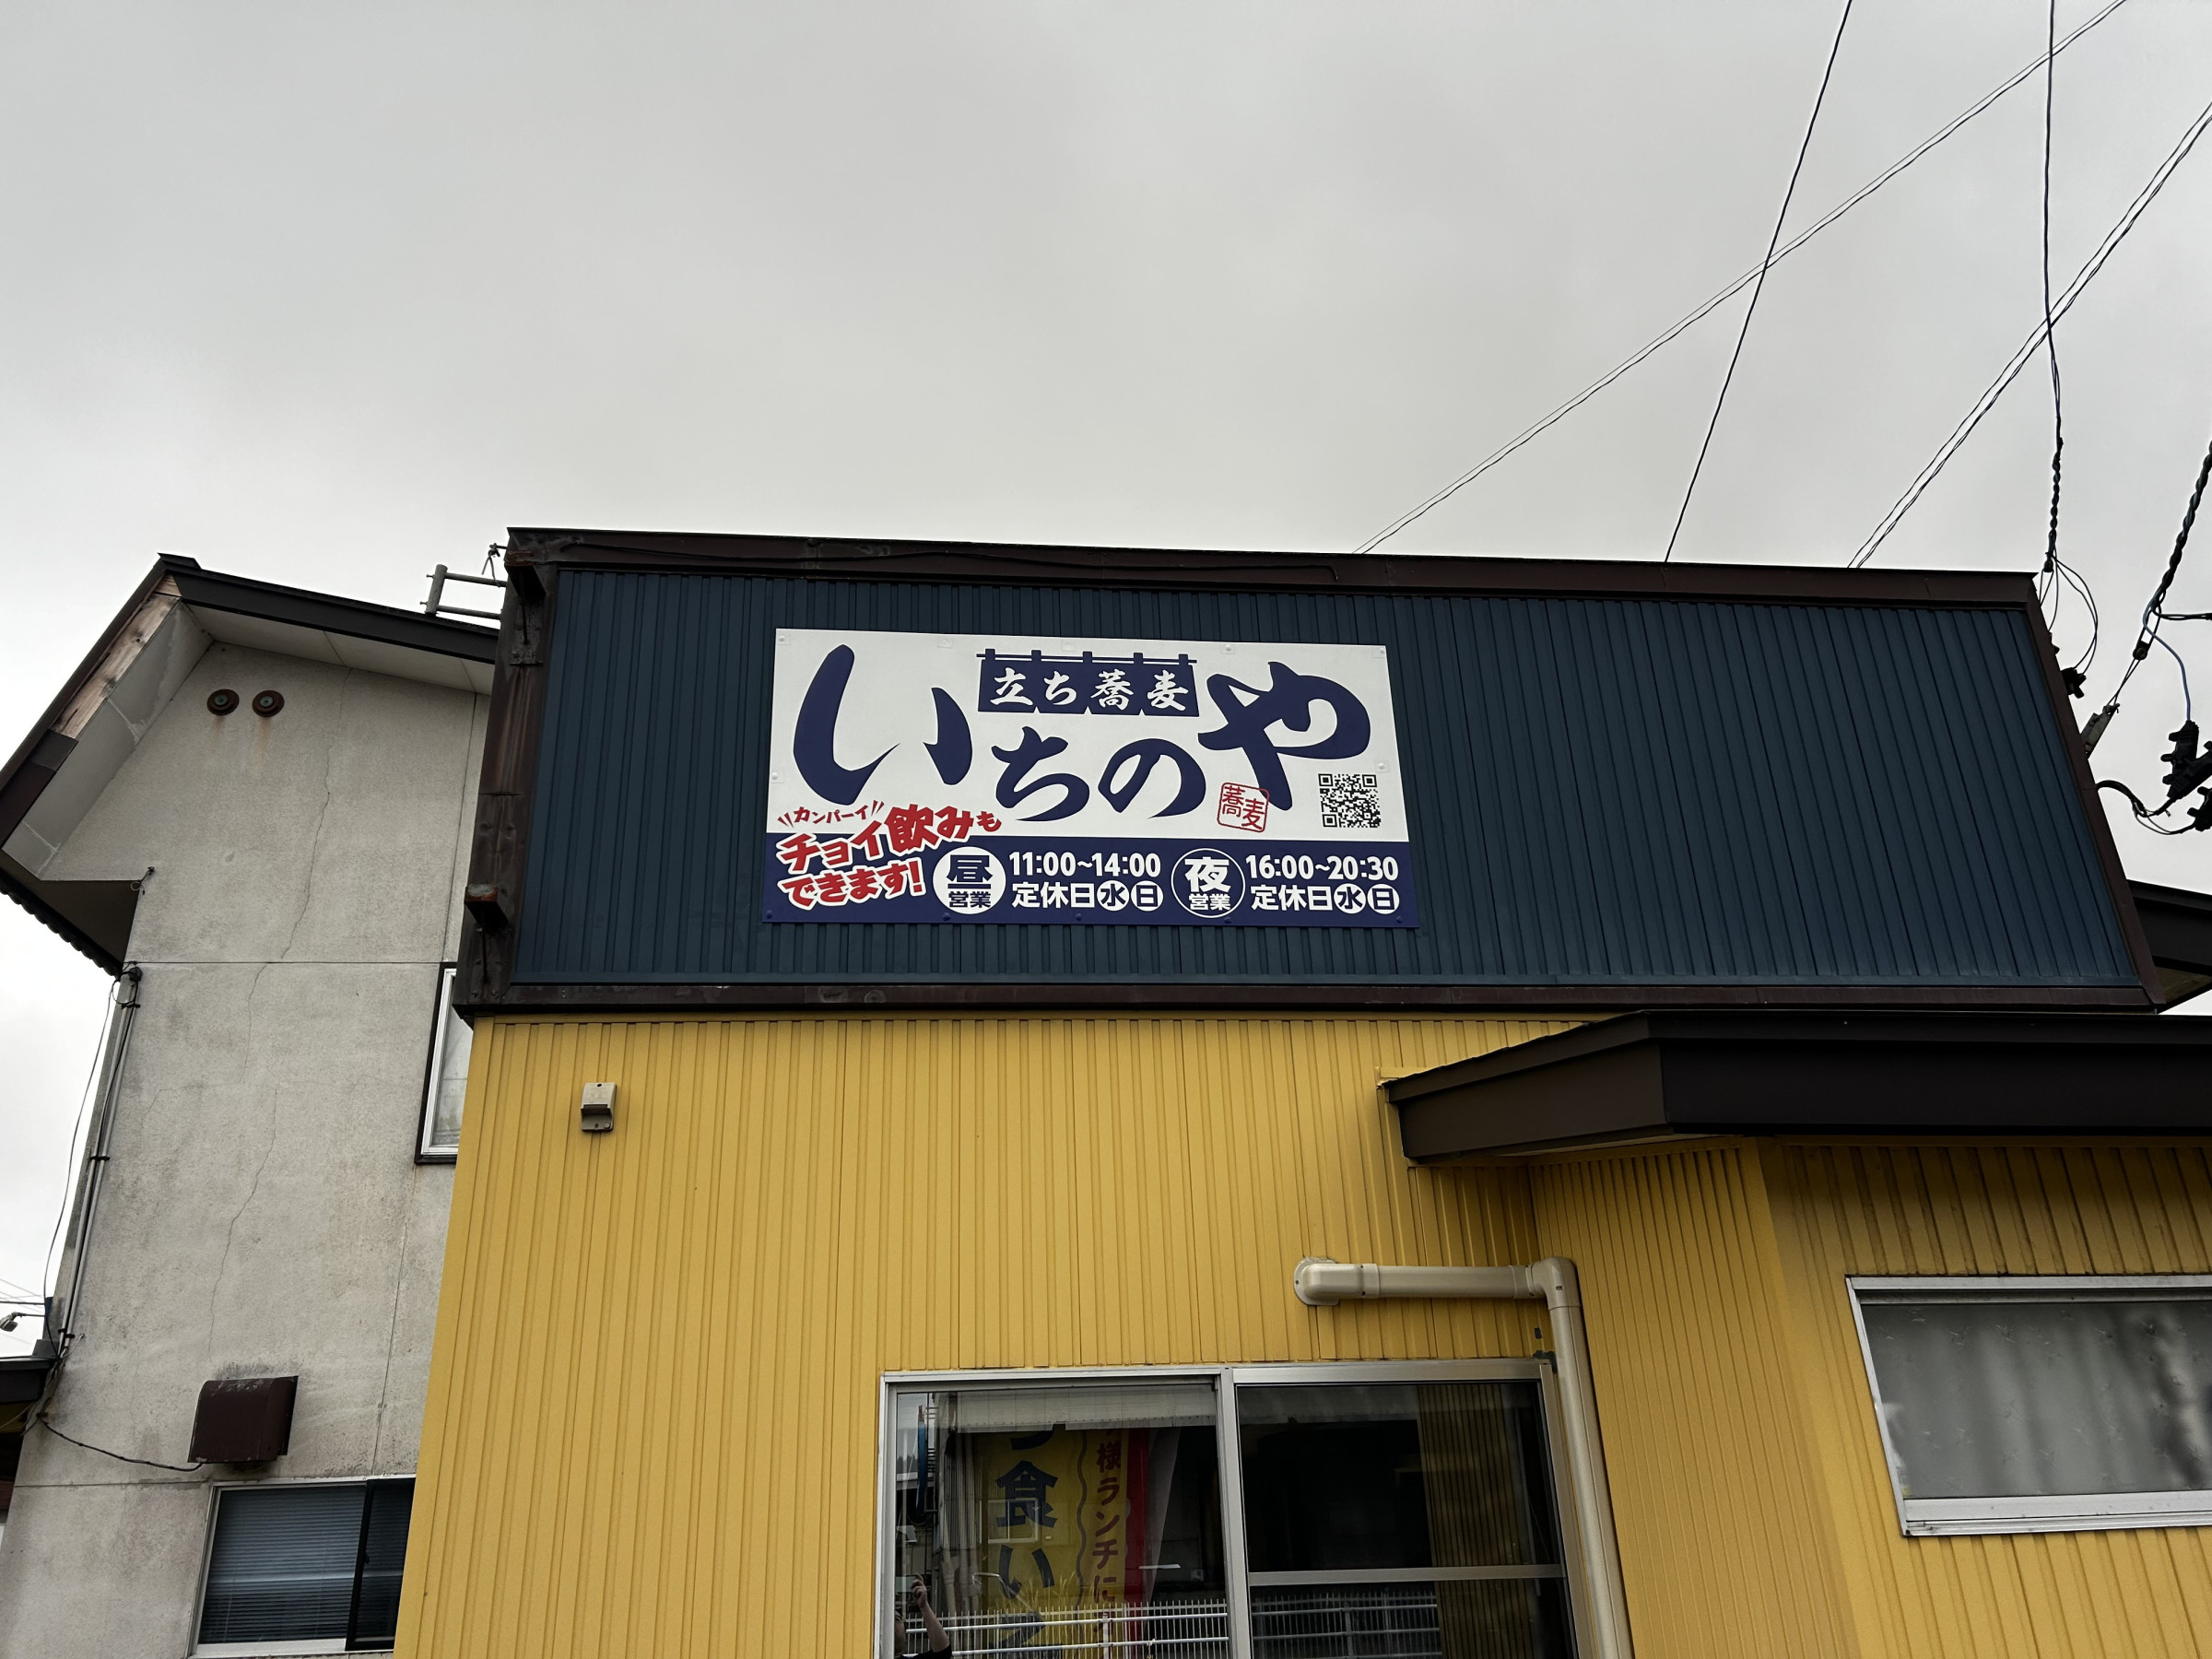 立ち蕎麦
いちのや
蕎麦
カンパーイ
チョイ飲みも
できます!
昼
営業
11:00~14:00
定休日水日
夜
営業
16:00~20:30
定休日水日
食い
様ランチに